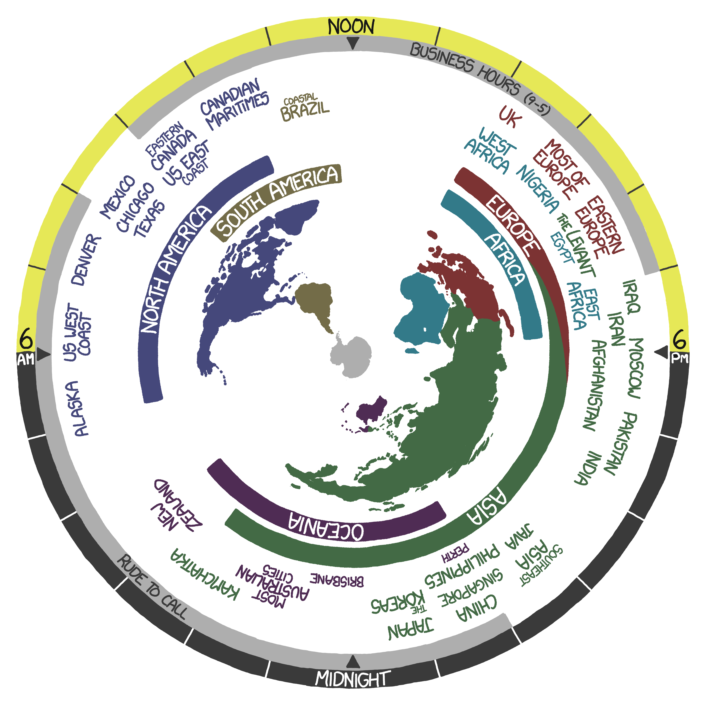 NOON
BUSINESS HOURS (9-5)
CANADIAN
MARITIMES
COASTAL
BRAZIL
EASTERN
CANADA
US EAST
COAST
MEXICO
CHICAGO
TEXAS
DENVER
US WEST
COAST
ALASKA
NORTH AMERICA
SOUTH AMERICA
UK
WEST
AFRICA
MOST OF
EUROPE
NIGERIA
EASTERN
EUROPE
THE LEVANT
EGYPT
EUROPE
AFRICA
EAST
AFRICA
IRAQ
IRAN
MOSCOW
AFGHANISTAN
PAKISTAN
INDIA
6
AM
6
PM
ASIA
OCEANIA
NEW
ZEALAND
KAMCHATKA
MOST
AUSTRALIAN
CITIES
BRISBANE
PERTH
PHILIPPINES
JAVA
SOUTHEAST
ASIA
THE
KOREAS
SINGAPORE
CHINA
JAPAN
RUDE TO CALL
MIDNIGHT